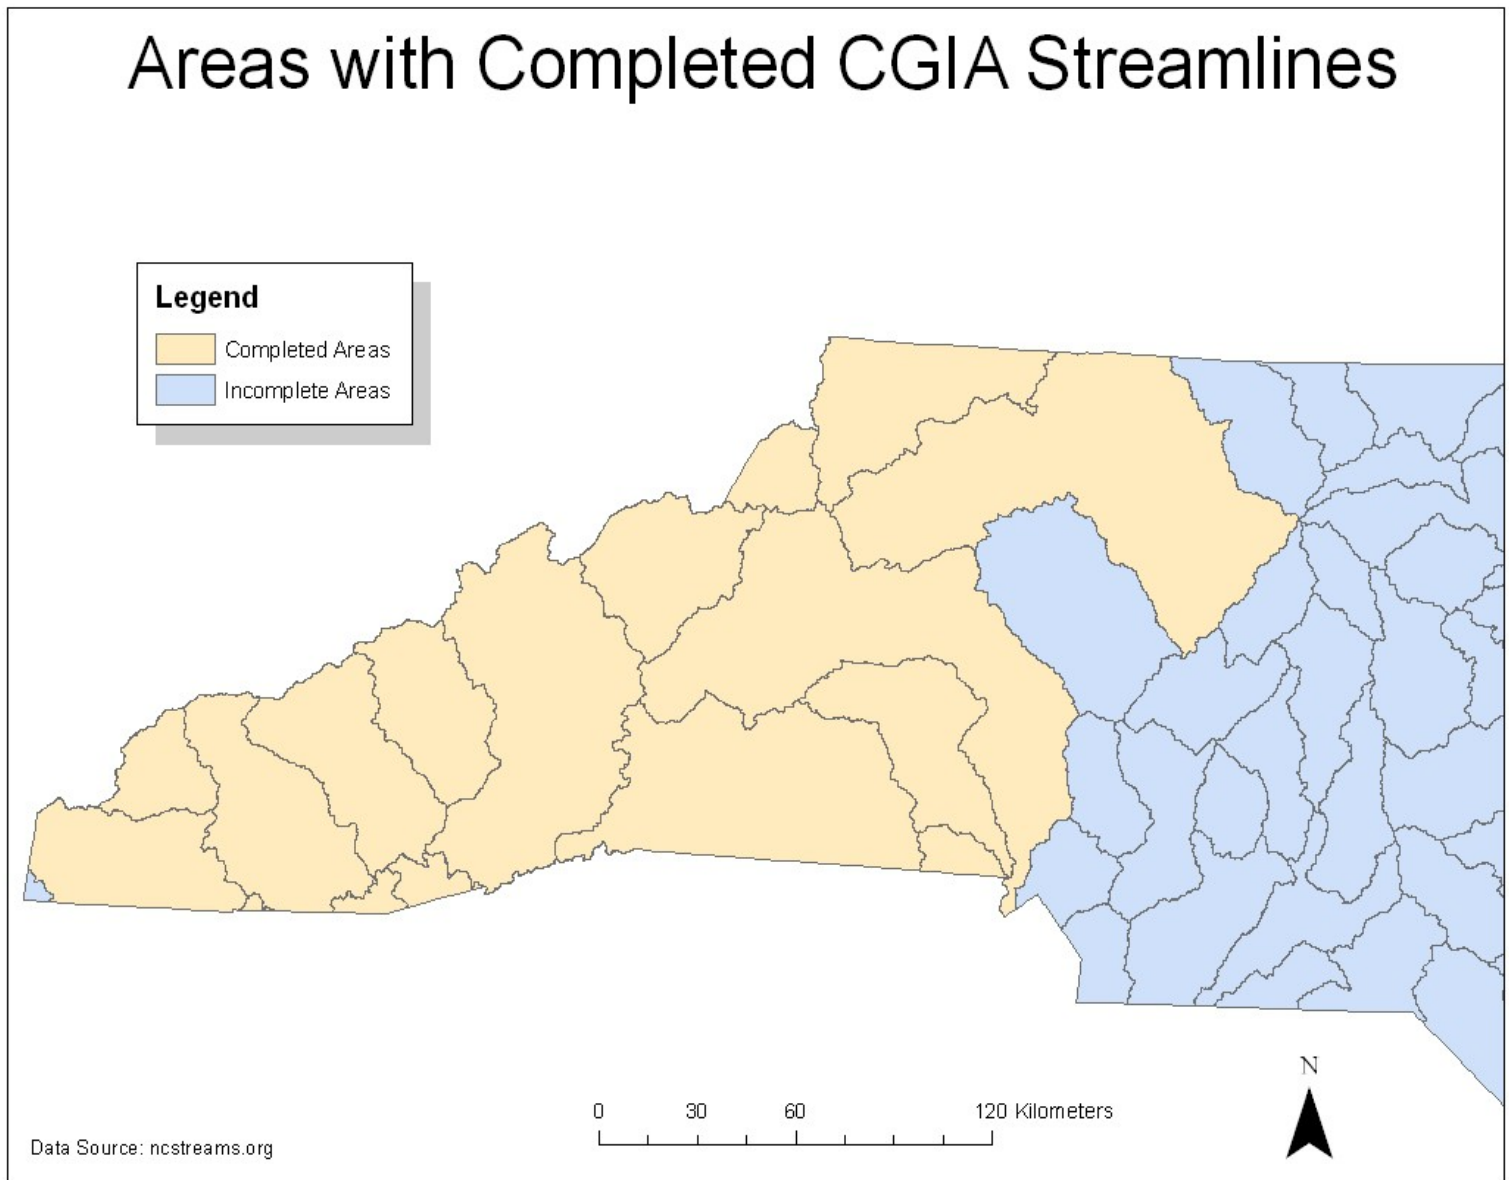 Areas with Completed CGIA Streamlines
Legend
Completed Areas
Incomplete Areas
N
0 30 60 120 Kilometers
Data Source: ncstreams.org